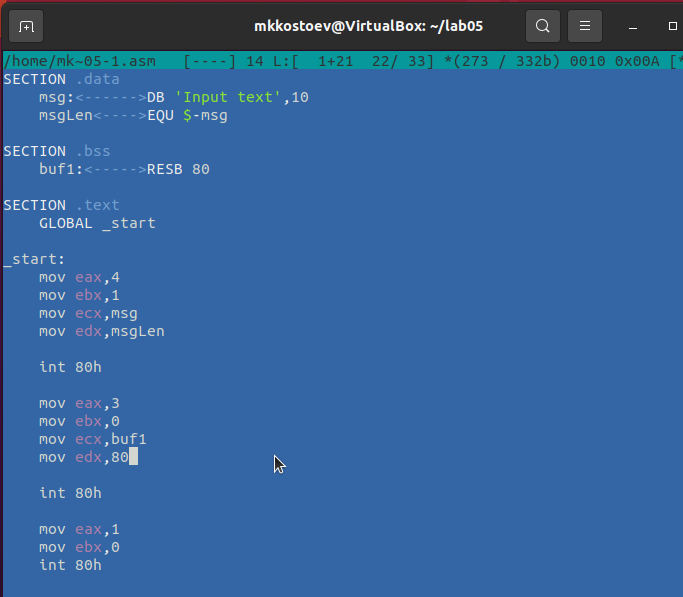 mkkostoev@VirtualBox: ~/lab05
/home/mk~05-1.asm   [----] 14 L:[  1+21  22/ 33] *(273 / 332b) 0010 0x00A [*
SECTION .data
    msg:<------>DB 'Input text',10
    msgLen<---->EQU $-msg
SECTION .bss
    buf1:<----->RESB 80
SECTION .text
    GLOBAL _start
_start:
    mov eax,4
    mov ebx,1
    mov ecx,msg
    mov edx,msgLen
    int 80h
    mov eax,3
    mov ebx,0
    mov ecx,buf1
    mov edx,80
    int 80h
    mov eax,1
    mov ebx,0
    int 80h